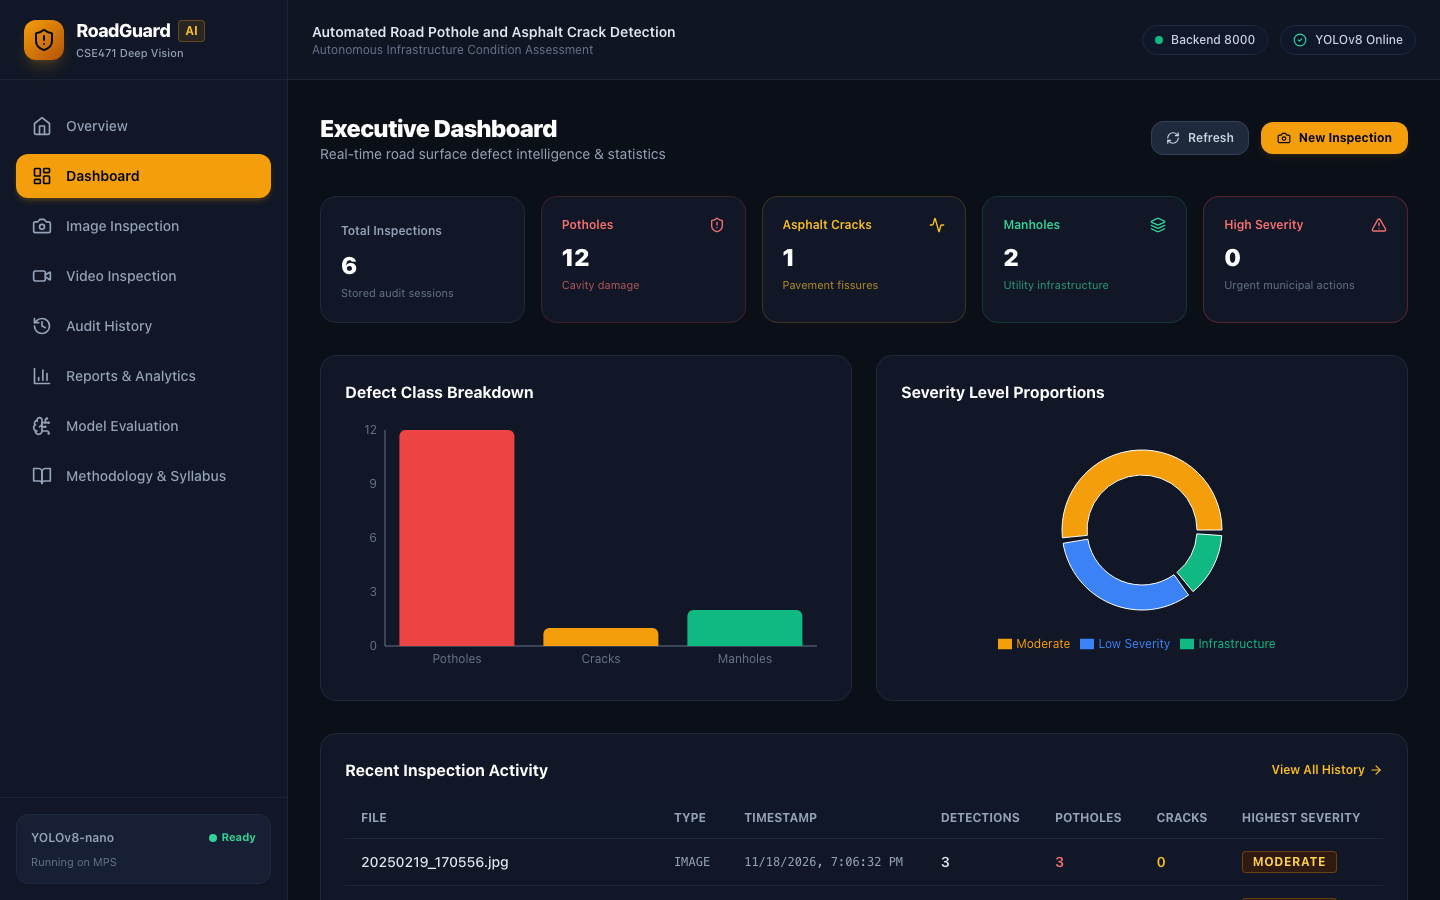 RoadGuard AI
CSE471 Deep Vision
Overview
Dashboard
Image Inspection
Video Inspection
Audit History
Reports & Analytics
Model Evaluation
Methodology & Syllabus
YOLOv8-nano Ready
Running on MPS
Automated Road Pothole and Asphalt Crack Detection
Autonomous Infrastructure Condition Assessment
Backend 8000
YOLOv8 Online
Executive Dashboard
Real-time road surface defect intelligence & statistics
Refresh
New Inspection
Total Inspections
6
Stored audit sessions
Potholes
12
Cavity damage
Asphalt Cracks
1
Pavement fissures
Manholes
2
Utility infrastructure
High Severity
0
Urgent municipal actions
Defect Class Breakdown
12
9
6
3
0
Potholes Cracks Manholes
Severity Level Proportions
Moderate Low Severity Infrastructure
Recent Inspection Activity
View All History
FILE TYPE TIMESTAMP DETECTIONS POTHOLES CRACKS HIGHEST SEVERITY
20250219_170556.jpg IMAGE 11/18/2026, 7:06:32 PM 3 3 0 MODERATE